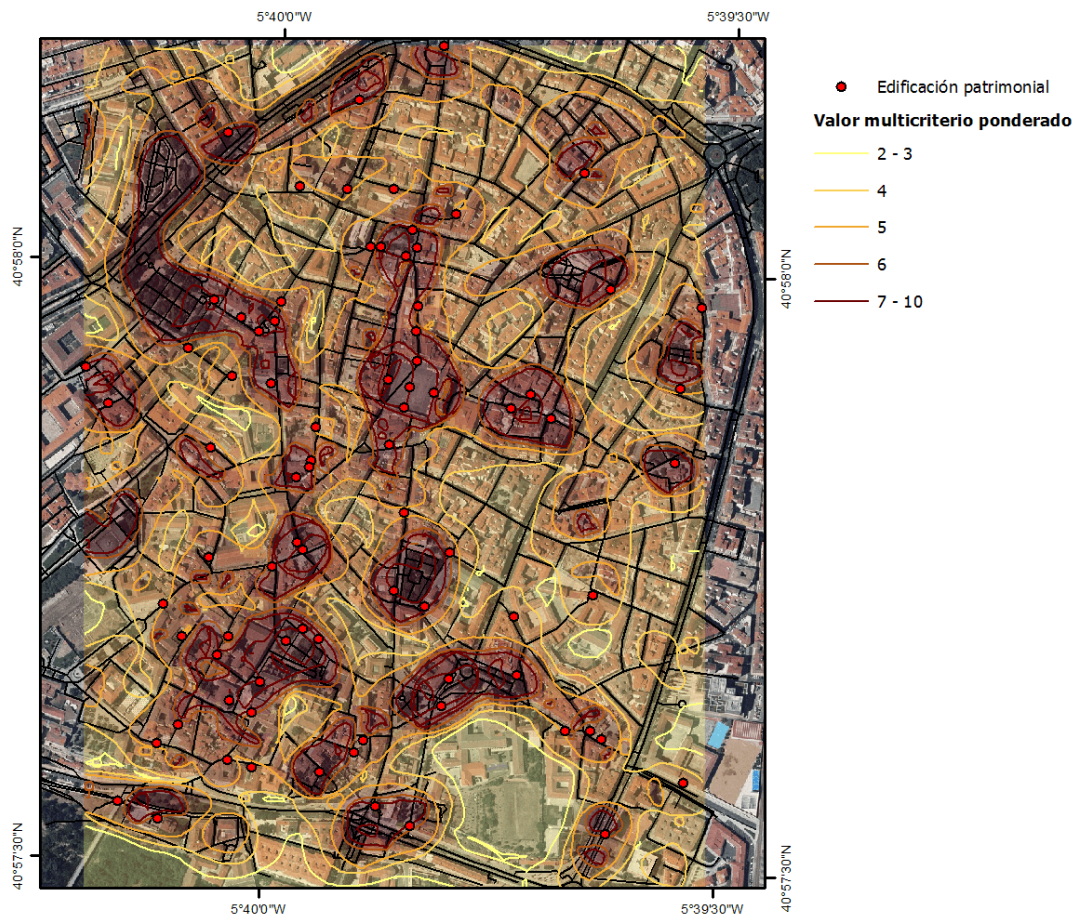 5°40'0"W
5°39'30"W
Edificación patrimonial
Valor multicriterio ponderado
2 - 3
4
5
6
7 - 10
40°58'0"N
40°58'0"N
40°57'30"N
40°57'30"N
5°40'0"W
5°39'30"W